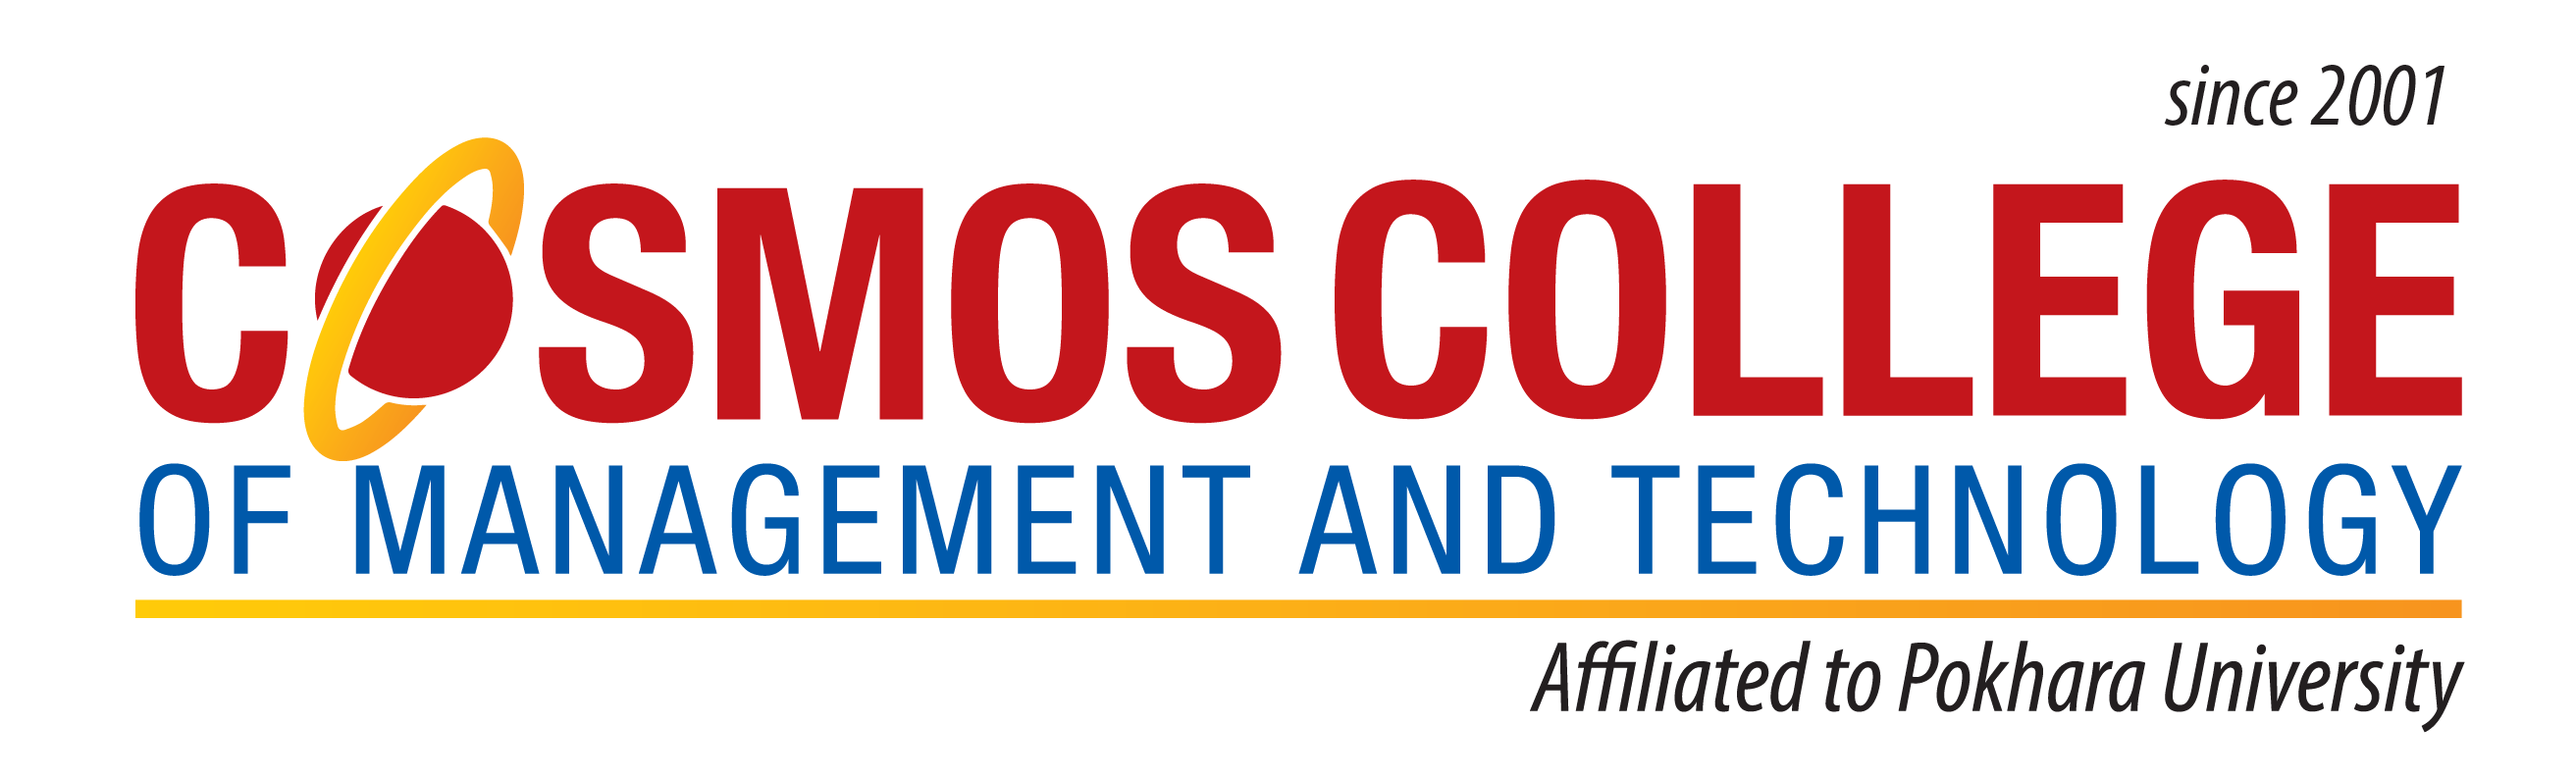 since 2001
COSMOS COLLEGE
OF MANAGEMENT AND TECHNOLOGY
Affiliated to Pokhara University